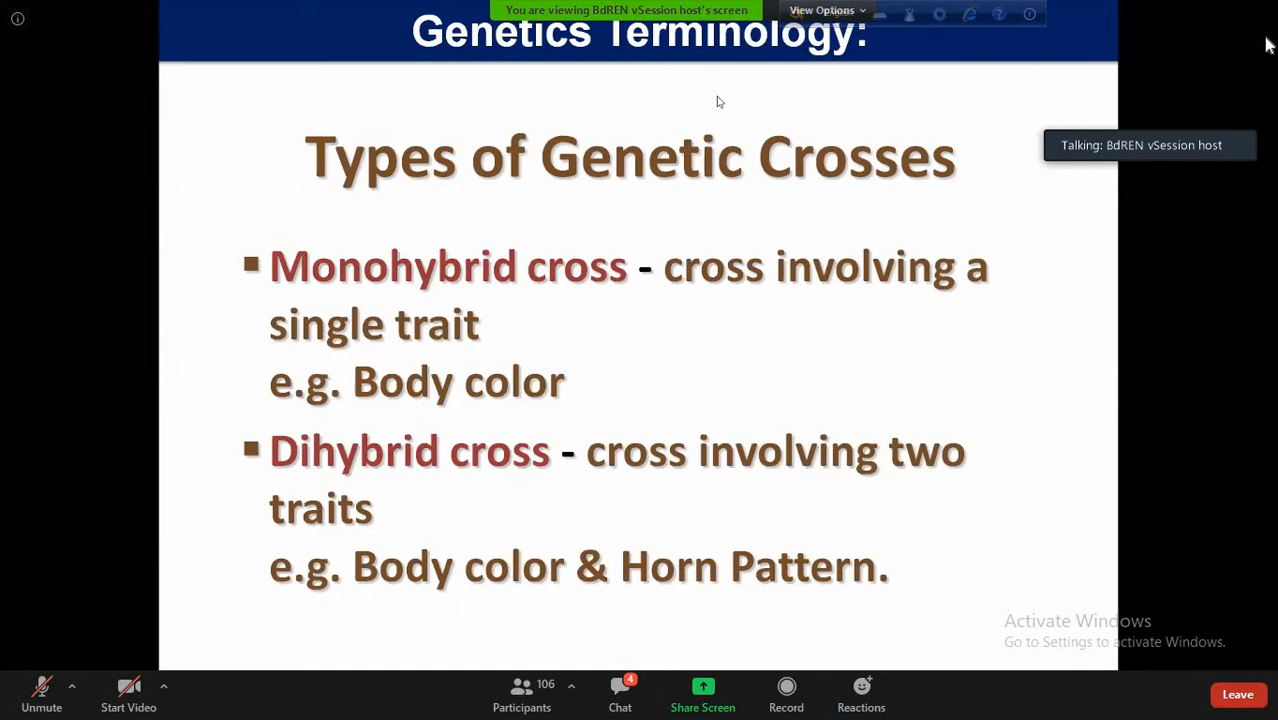 You are viewing BdREN vSession host's screen
View Options
English
Genetics Terminology:
Talking: BdREN vSession host
Types of Genetic Crosses
▪ Monohybrid cross - cross involving a
single trait
e.g. Body color
▪ Dihybrid cross - cross involving two
traits
e.g. Body color & Horn Pattern.
Activate Windows
Go to Settings to activate Windows.
Unmute
Start Video
106
Participants
4
Chat
Share Screen
Record
Reactions
Leave